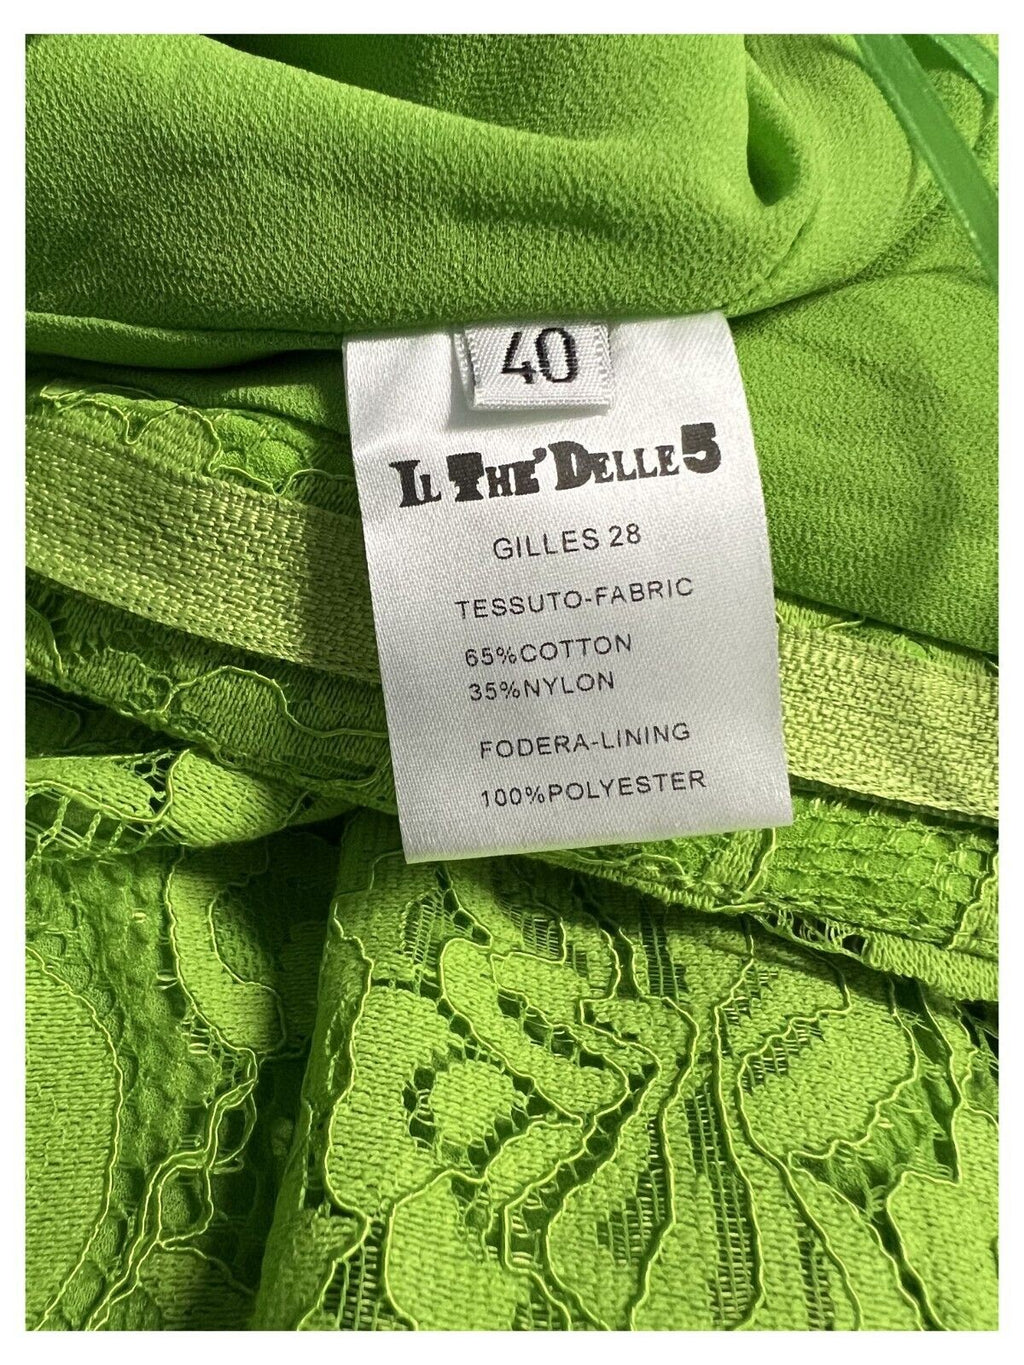 40
IL THE' DELLE 5
GILLES 28
TESSUTO-FABRIC
65%COTTON
35%NYLON
FODERA-LINING
100%POLYESTER